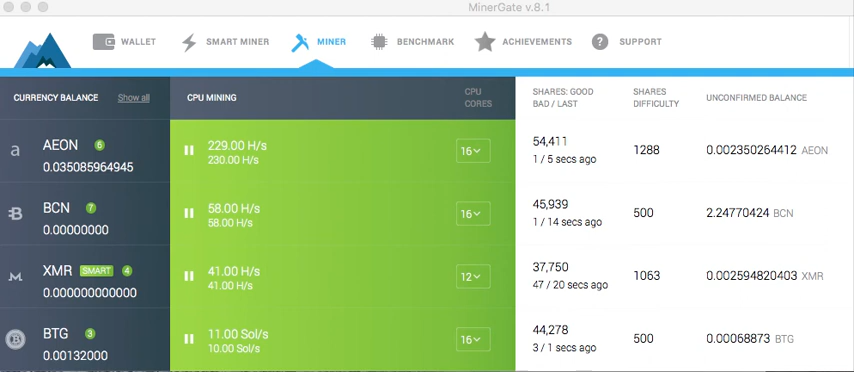 MinerGate v.8.1
WALLET SMART MINER MINER BENCHMARK ACHIEVEMENTS ? SUPPORT
CURRENCY BALANCE Show all CPU MINING CPU CORES SHARES: GOOD BAD / LAST SHARES DIFFICULTY UNCONFIRMED BALANCE
a AEON 6
0.035085964945
229.00 H/s
230.00 H/s
16
54,411
1 / 5 secs ago
1288
0.002350264412 AEON
BCN 7
0.00000000
58.00 H/s
58.00 H/s
16
45,939
1 / 14 secs ago
500
2.24770424 BCN
XMR SMART 4
0.000000000000
41.00 H/s
41.00 H/s
12
37,750
47 / 20 secs ago
1063
0.002594820403 XMR
BTG 3
0.00132000
11.00 Sol/s
10.00 Sol/s
16
44,278
3 / 1 secs ago
500
0.00068873 BTG